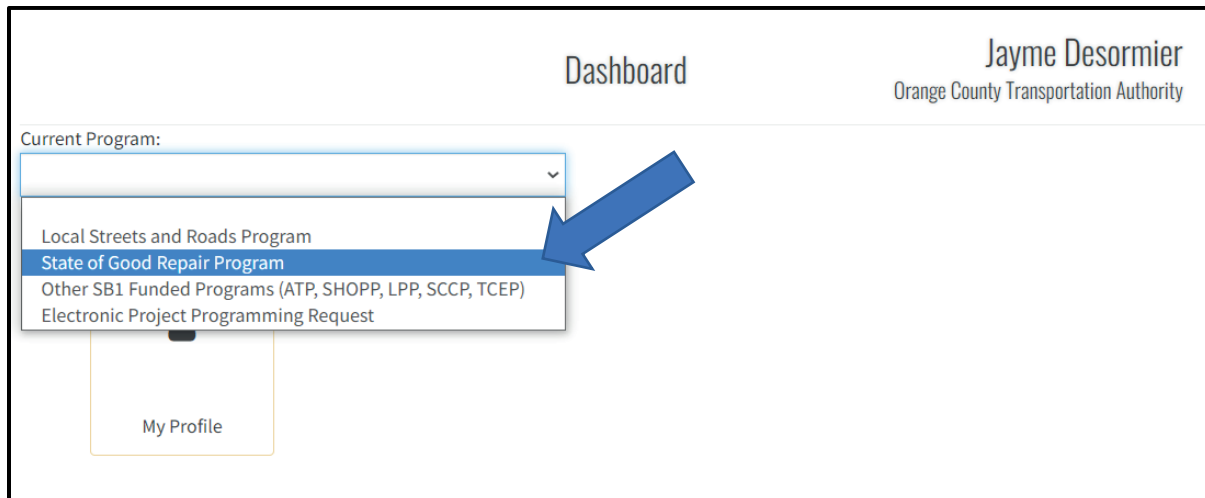 Dashboard
Jayme Desormier
Orange County Transportation Authority
Current Program:
Local Streets and Roads Program
State of Good Repair Program
Other SB1 Funded Programs (ATP, SHOPP, LPP, SCCP, TCEP)
Electronic Project Programming Request
My Profile